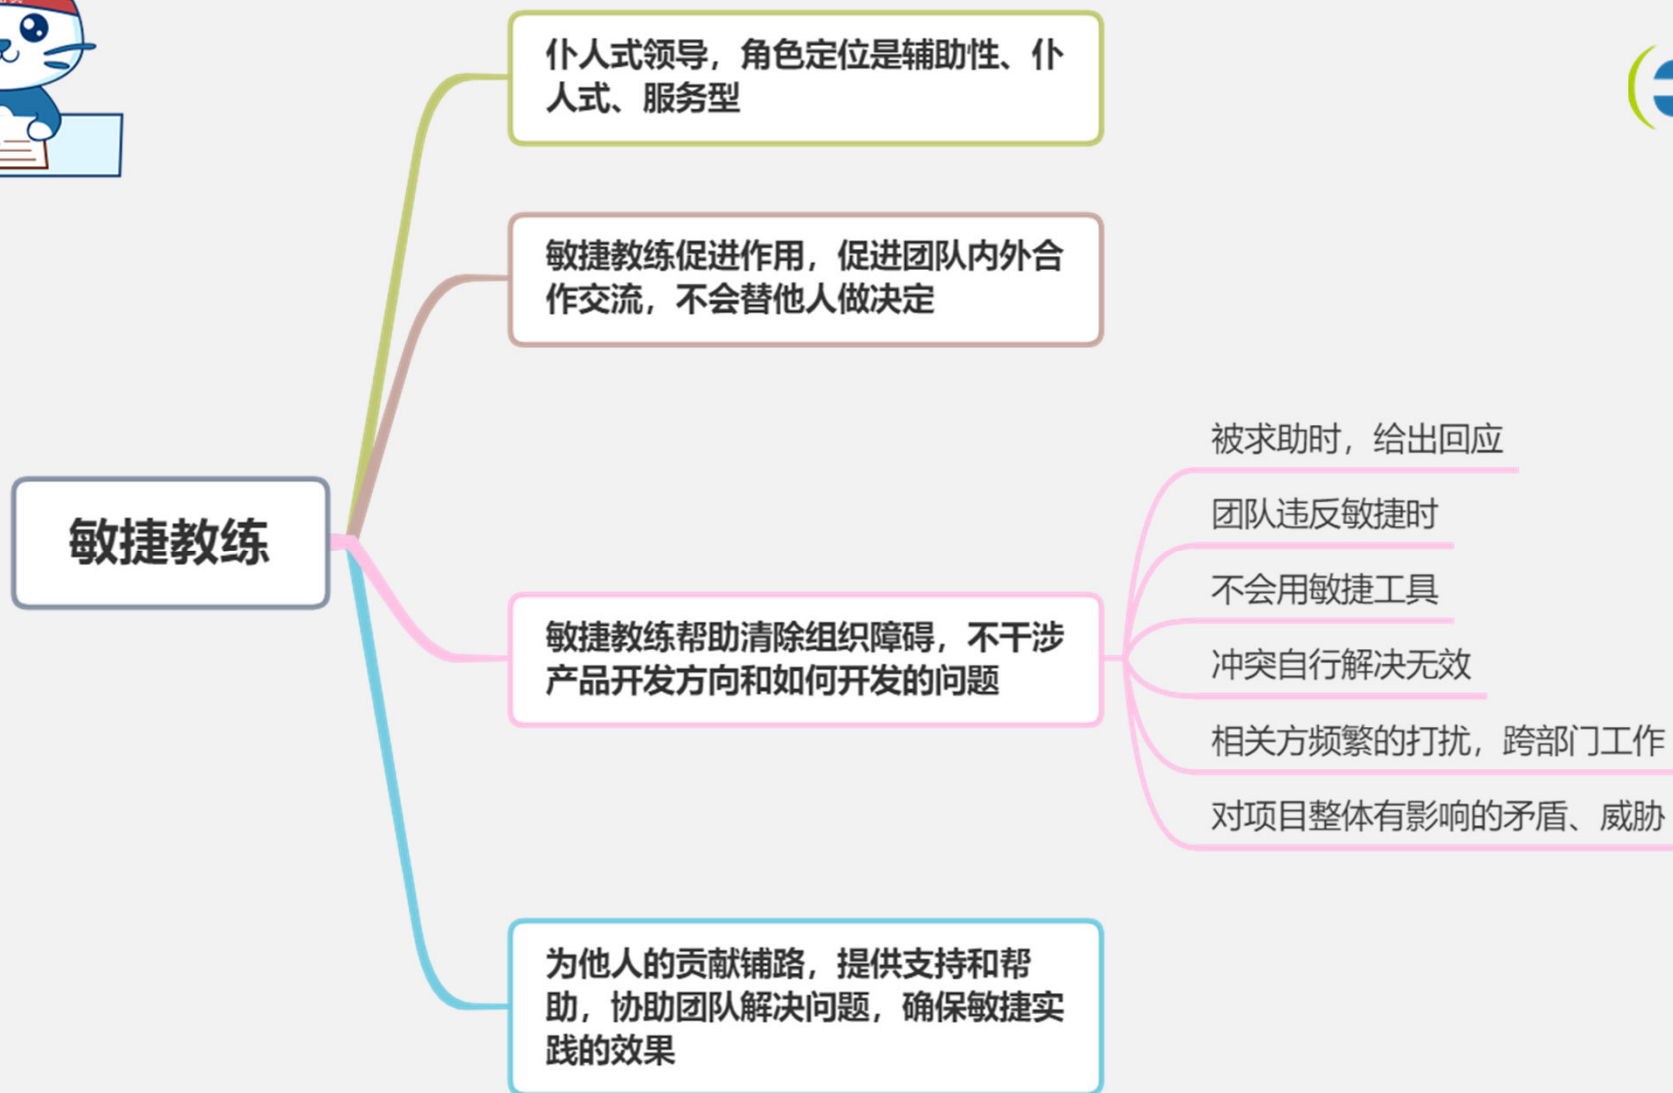 仆人式领导，角色定位是辅助性、仆
人式、服务型
敏捷教练促进作用，促进团队内外合
作交流，不会替他人做决定
敏捷教练
敏捷教练帮助清除组织障碍，不干涉
产品开发方向和如何开发的问题
被求助时，给出回应
团队违反敏捷时
不会用敏捷工具
冲突自行解决无效
相关方频繁的打扰，跨部门工作
对项目整体有影响的矛盾、威胁
为他人的贡献铺路，提供支持和帮
助，协助团队解决问题，确保敏捷实
践的效果